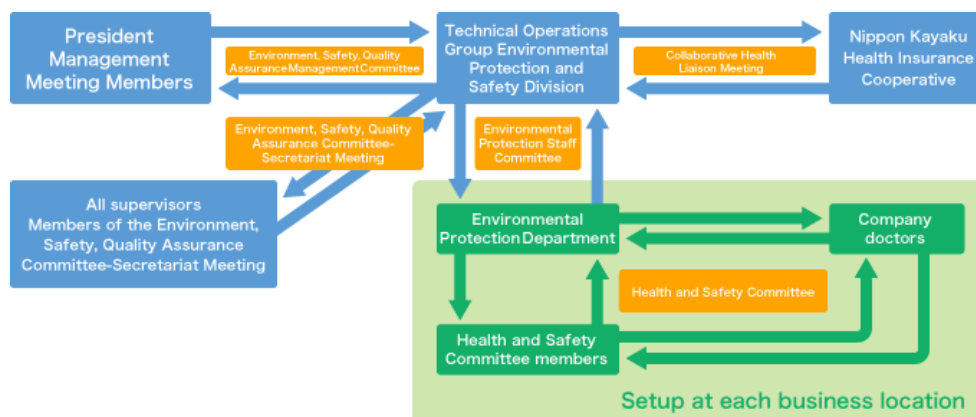 President
Management
Meeting Members
Environment, Safety, Quality
Assurance Management Committee
Technical Operations
Group Environmental
Protection and
Safety Division
Collaborative Health
Liaison Meeting
Nippon Kayaku
Health Insurance
Cooperative
Environment, Safety, Quality
Assurance Committee-
Secretariat Meeting
Environmental
Protection Staff
Committee
All supervisors
Members of the Environment,
Safety, Quality Assurance
Committee-Secretariat Meeting
Environmental
Protection Department
Company
doctors
Health and Safety Committee
Health and Safety
Committee members
Setup at each business location